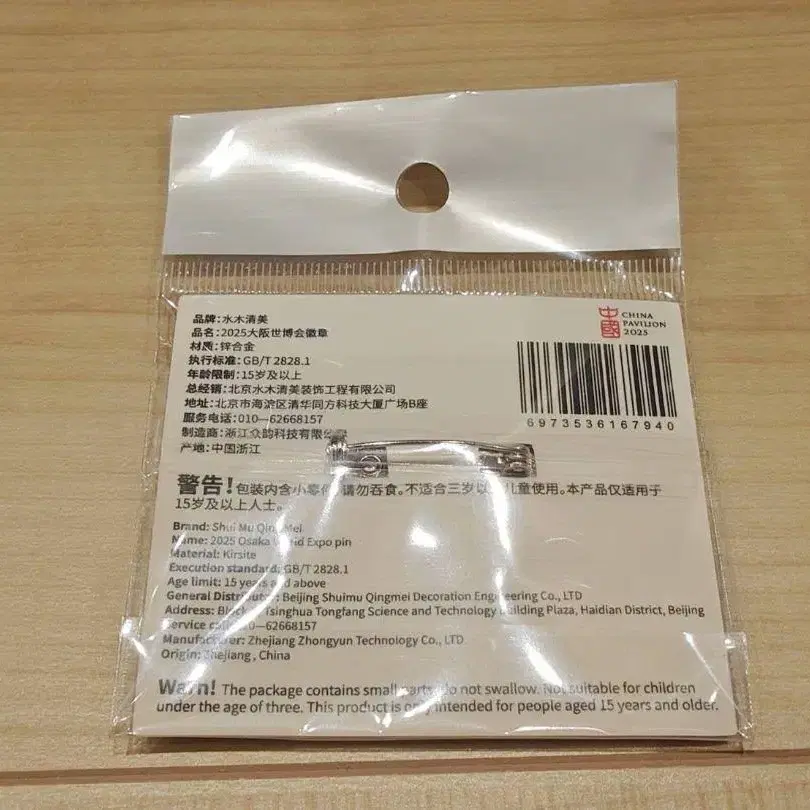 中國
CHINA
PAVILION
2025
品牌：水木清美
品名：2025大阪世博会徽章
材质：锌合金
执行标准：GB/T 2828.1
年龄限制：15岁及以上
总经销：北京水木清美装饰工程有限公司
地址：北京市海淀区清华同方科技大厦广场B座
服务电话：010—62668157
制造商：浙江众韵科技有限
产地：中国浙江
6973536167940
警告！包装内含小零件，请勿吞食。不适合三岁以 儿童使用。本产品仅适用于
15岁及以上人士。
Brand: Shui Mu Qing Mei
Name: 2025 Osaka World Expo pin
Material: Kirsite
Execution standard: GB/T 2828.1
Age limit: 15 years and above
General Distributor: Beijing Shuimu Qingmei Decoration Engineering Co., LTD
Address: Block Tsinghua Tongfang Science and Technology Building Plaza, Haidian District, Beijing
Service call: 010—62668157
Manufacturer: Zhejiang Zhongyun Technology Co., LTD
Origin: Zhejiang, China
Warn! The package contains small parts, do not swallow. Not suitable for children
under the age of three. This product is only intended for people aged 15 years and older.